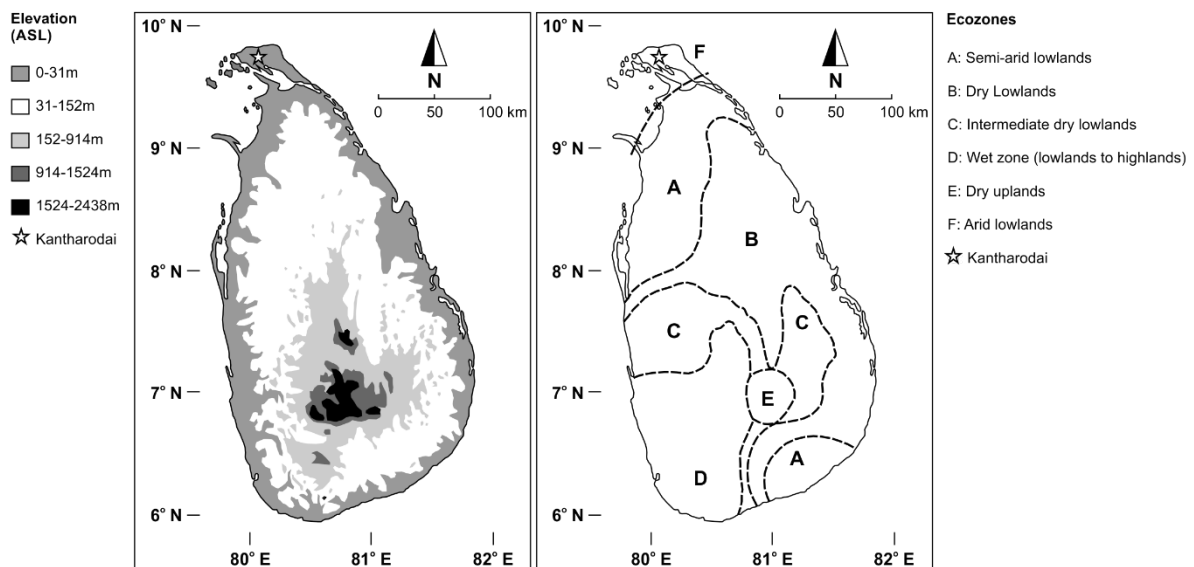 Elevation
(ASL)
0-31m
31-152m
152-914m
914-1524m
1524-2438m
Kantharodai
10° N
9° N
8° N
7° N
6° N
80° E
81° E
82° E
N
0 50 100 km
10° N
9° N
8° N
7° N
6° N
80° E
81° E
82° E
N
0 50 100 km
F
A
B
C
C
E
A
D
Ecozones
A: Semi-arid lowlands
B: Dry Lowlands
C: Intermediate dry lowlands
D: Wet zone (lowlands to highlands)
E: Dry uplands
F: Arid lowlands
Kantharodai